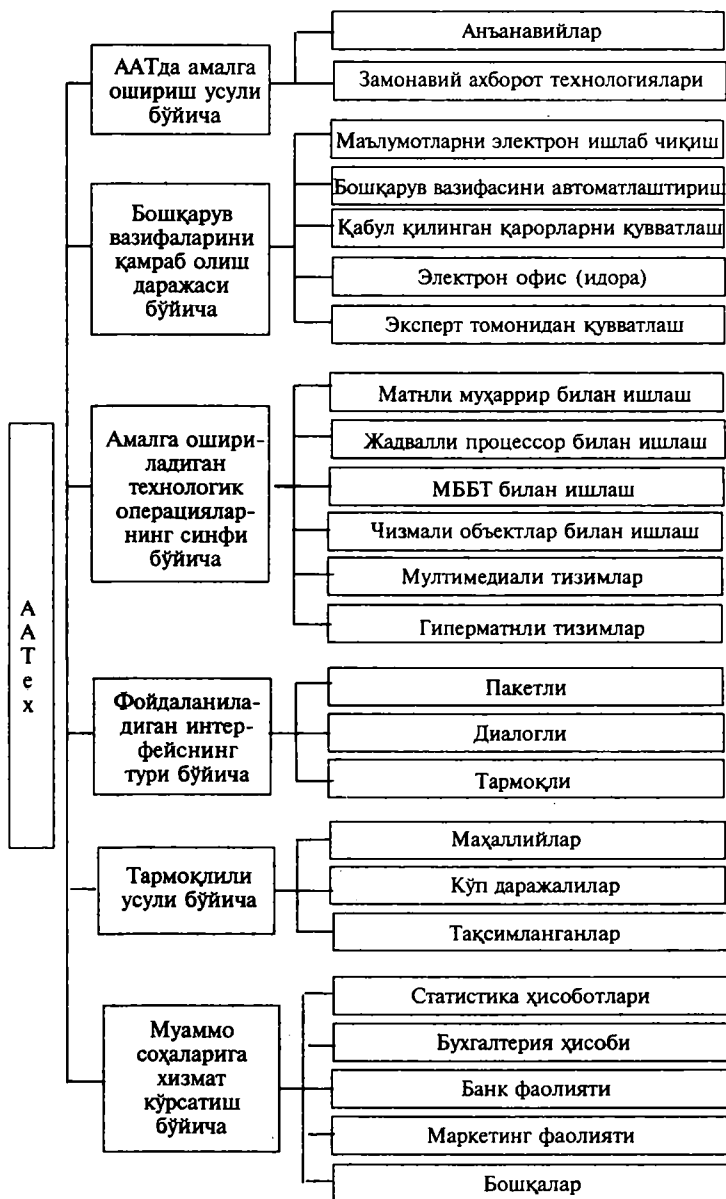 ААТех
ААТда амалга
ошириш усули
бўйича
Анъанавийлар
Замонавий ахборот технологиялари
Бошқарув
вазифаларини
қамраб олиш
даражаси
бўйича
Маълумотларни электрон ишлаб чиқиш
Бошқарув вазифасини автоматлаштириш
Қабул қилинган қарорларни қувватлаш
Электрон офис (идора)
Эксперт томонидан қувватлаш
Амалга ошири-
ладиган
технологик
операциялар-
нинг синфи
бўйича
Матнли муҳаррир билан ишлаш
Жадвалли процессор билан ишлаш
МББТ билан ишлаш
Чизмали объектлар билан ишлаш
Мултимедиали тизимлар
Гиперматнли тизимлар
Фойдаланила-
диган интер-
фейснинг
тури бўйича
Пакетли
Диалогли
Тармоқли
Тармоқлили
усули бўйича
Маҳаллийлар
Кўп даражалилар
Тақсимланганлар
Муаммо
соҳаларига
хизмат
кўрсатиш
бўйича
Статистика ҳисоботлари
Бухгалтерия ҳисоби
Банк фаолияти
Маркетинг фаолияти
Бошқалар